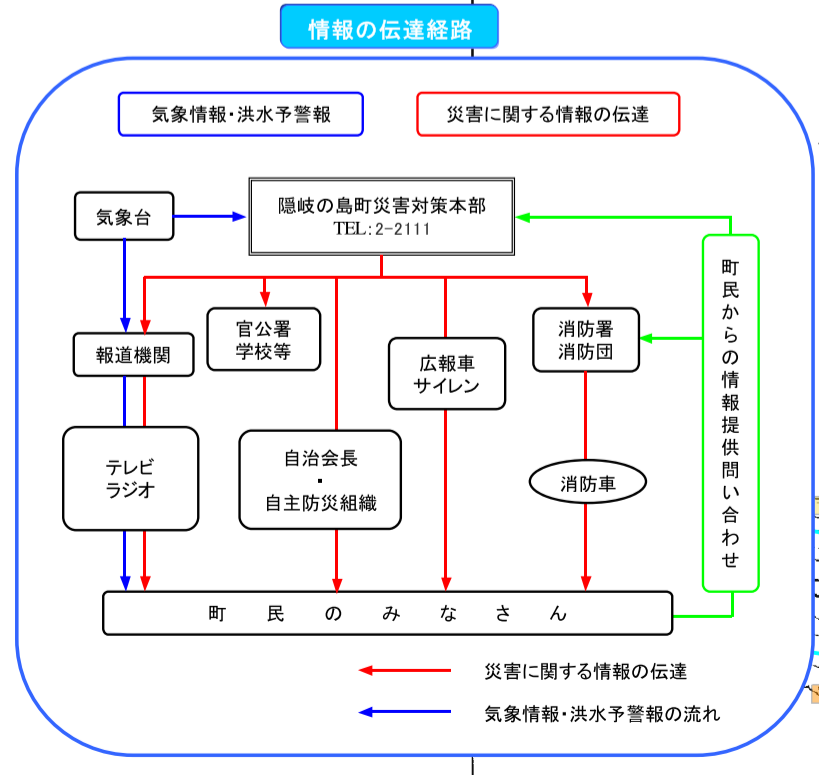 情報の伝達経路
気象情報・洪水予警報
災害に関する情報の伝達
気象台
隠岐の島町災害対策本部
TEL:2-2111
官公署
学校等
消防署
消防団
報道機関
広報車
サイレン
テレビ
ラジオ
自治会長
・
自主防災組織
消防車
町民からの情報提供問い合わせ
町民のみなさん
災害に関する情報の伝達
気象情報・洪水予警報の流れ